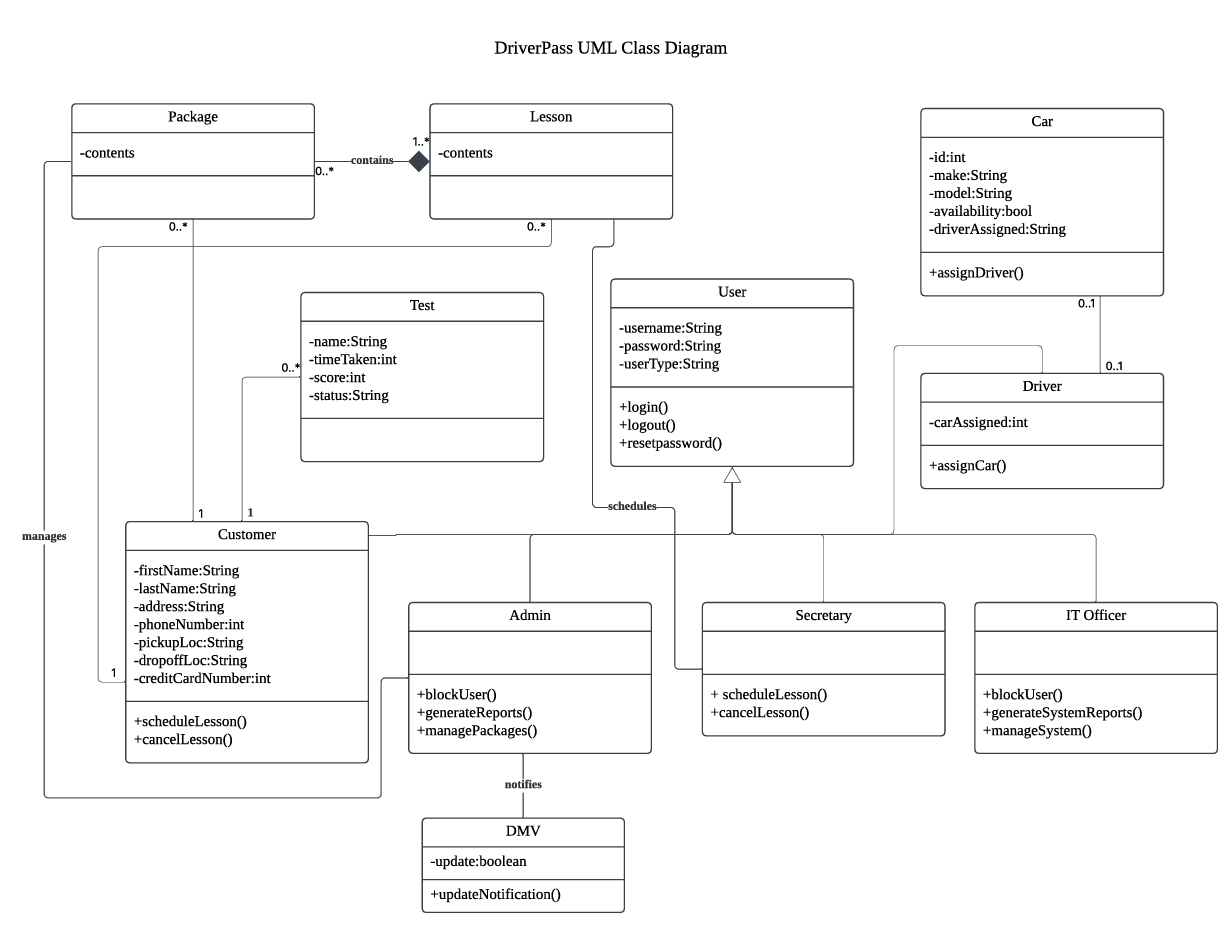 DriverPass UML Class Diagram
Package
-contents
contains
0..*
1..*
Lesson
-contents
Car
-id:int
-make:String
-model:String
-availability:bool
-driverAssigned:String
+assignDriver()
0..*
0..*
Test
-name:String
-timeTaken:int
-score:int
-status:String
0..*
User
-username:String
-password:String
-userType:String
+login()
+logout()
+resetpassword()
0..1
0..1
Driver
-carAssigned:int
+assignCar()
manages
schedules
1
1
Customer
-firstName:String
-lastName:String
-address:String
-phoneNumber:int
-pickupLoc:String
-dropoffLoc:String
-creditCardNumber:int
+scheduleLesson()
+cancelLesson()
1
Admin
+blockUser()
+generateReports()
+managePackages()
Secretary
+ scheduleLesson()
+cancelLesson()
IT Officer
+blockUser()
+generateSystemReports()
+manageSystem()
notifies
DMV
-update:boolean
+updateNotification()